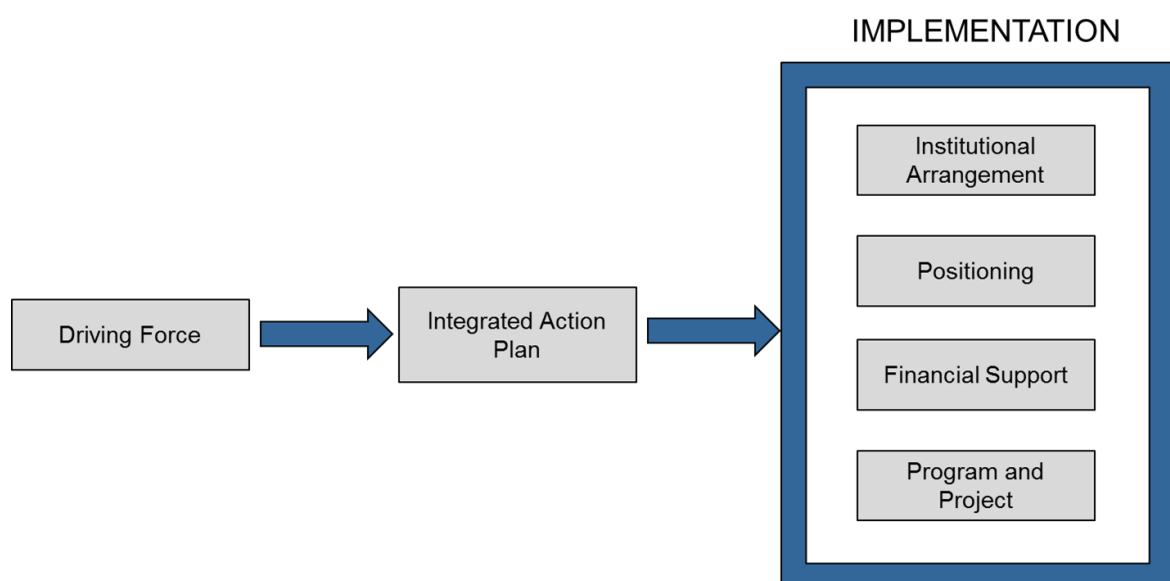 IMPLEMENTATION
Institutional
Arrangement
Positioning
Driving Force
Integrated Action
Plan
Financial Support
Program and
Project